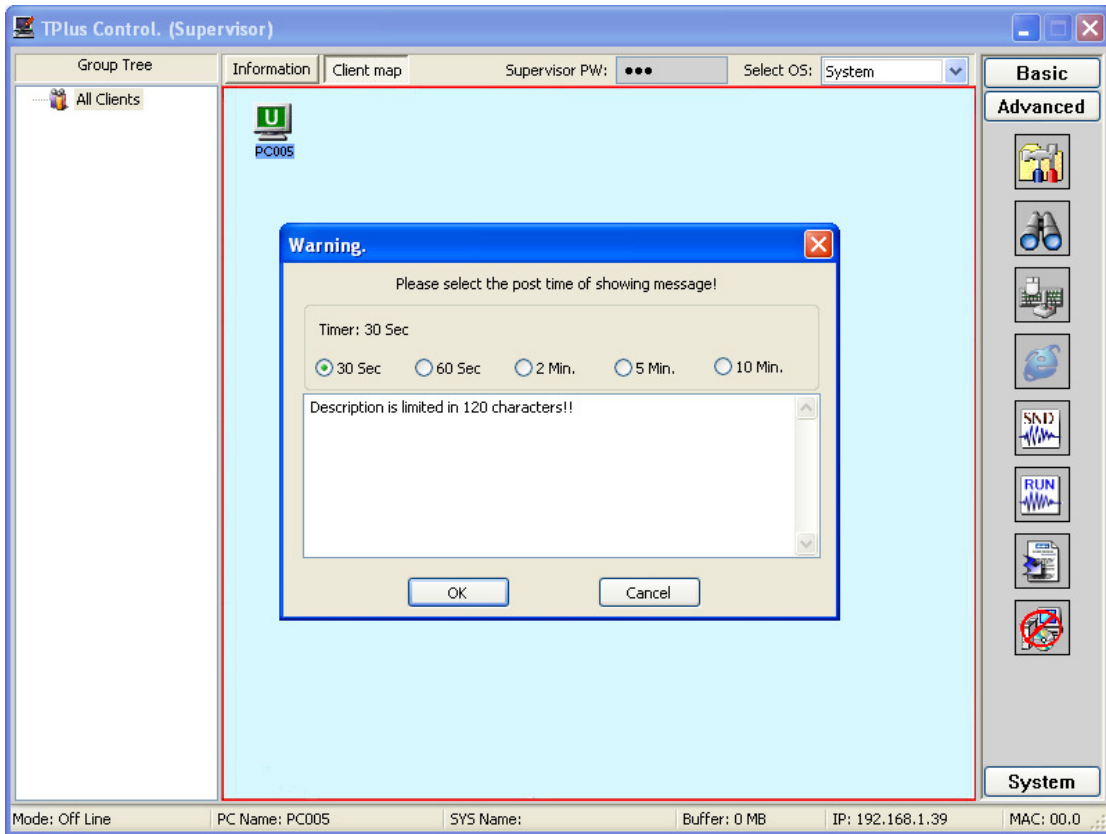 TPlus Control. (Supervisor)
Group Tree
Information Client map Supervisor PW: ●●● Select OS: System
Basic
All Clients
Advanced
U
PC005
Warning.
Please select the post time of showing message!
Timer: 30 Sec
30 Sec 60 Sec 2 Min. 5 Min. 10 Min.
Description is limited in 120 characters!!
OK Cancel
SND
RUN
System
Mode: Off Line PC Name: PC005 SYS Name: Buffer: 0 MB IP: 192.168.1.39 MAC: 00.0